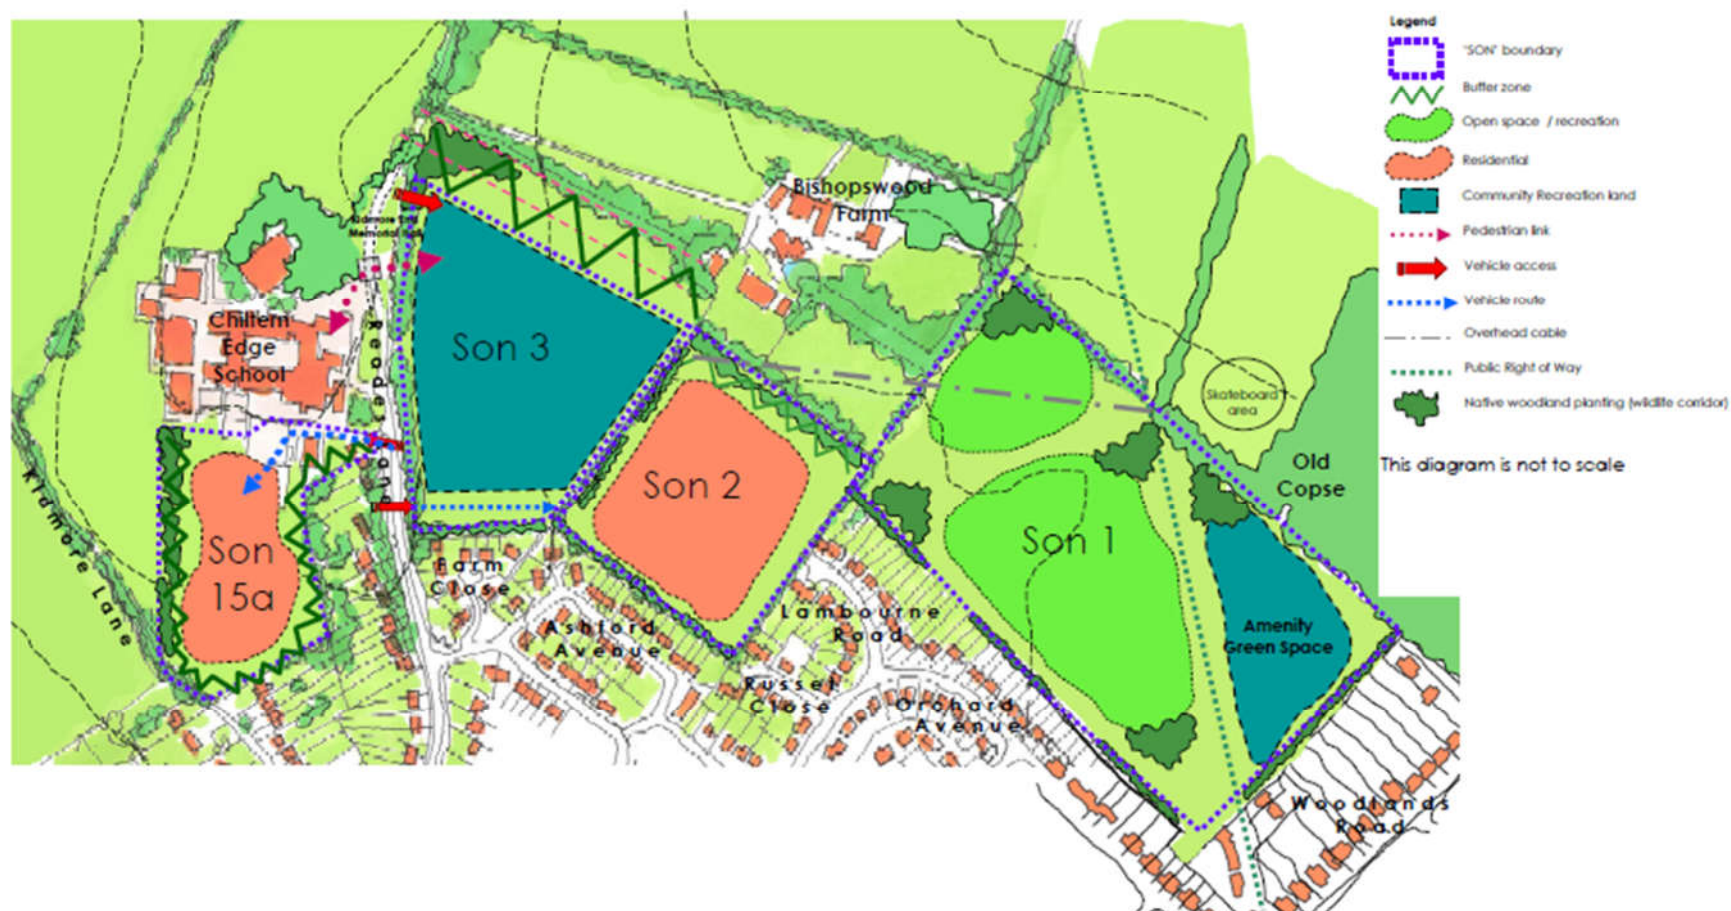 Legend
'SON' boundary
Buffer zone
Open space / recreation
Residential
Community Recreation land
Pedestrian link
Vehicle access
Vehicle route
Overhead cable
Public Right of Way
Native woodland planting (wildlife corridor)
This diagram is not to scale
Bishopswood
Farm
Memorial
Chiltern
Edge
School
Reade's Lane
Kidmore Lane
Son 3
Son 2
Son 1
Son
15a
Skateboard
area
Old
Copse
Amenity
Green Space
Farm
Close
Ashford
Avenue
Lambourne
Road
Russet
Close
Orchard
Avenue
Woodlands
Road